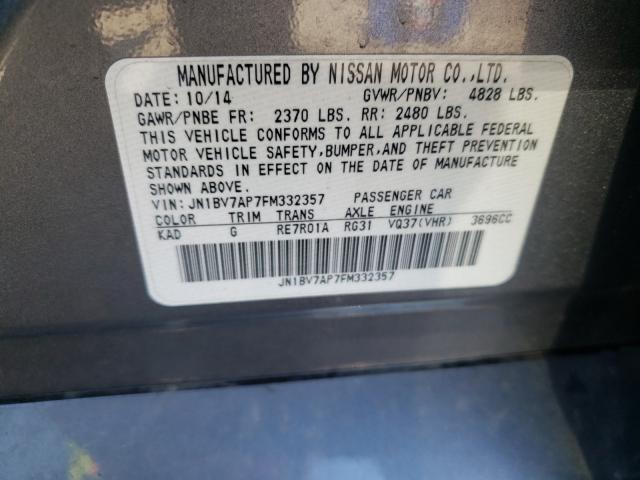 MANUFACTURED BY NISSAN MOTOR CO.,LTD.
DATE: 10/14 GVWR/PNBV: 4828 LBS.
GAWR/PNBE FR: 2370 LBS. RR: 2480 LBS.
THIS VEHICLE CONFORMS TO ALL APPLICABLE FEDERAL
MOTOR VEHICLE SAFETY,BUMPER,AND THEFT PREVENTION
STANDARDS IN EFFECT ON THE DATE OF MANUFACTURE
SHOWN ABOVE.
VIN: JN1BV7AP7FM332357 PASSENGER CAR
COLOR TRIM TRANS AXLE ENGINE
KAD G RE7R01A RG31 VQ37(VHR) 3696CC
JN1BV7AP7FM332357